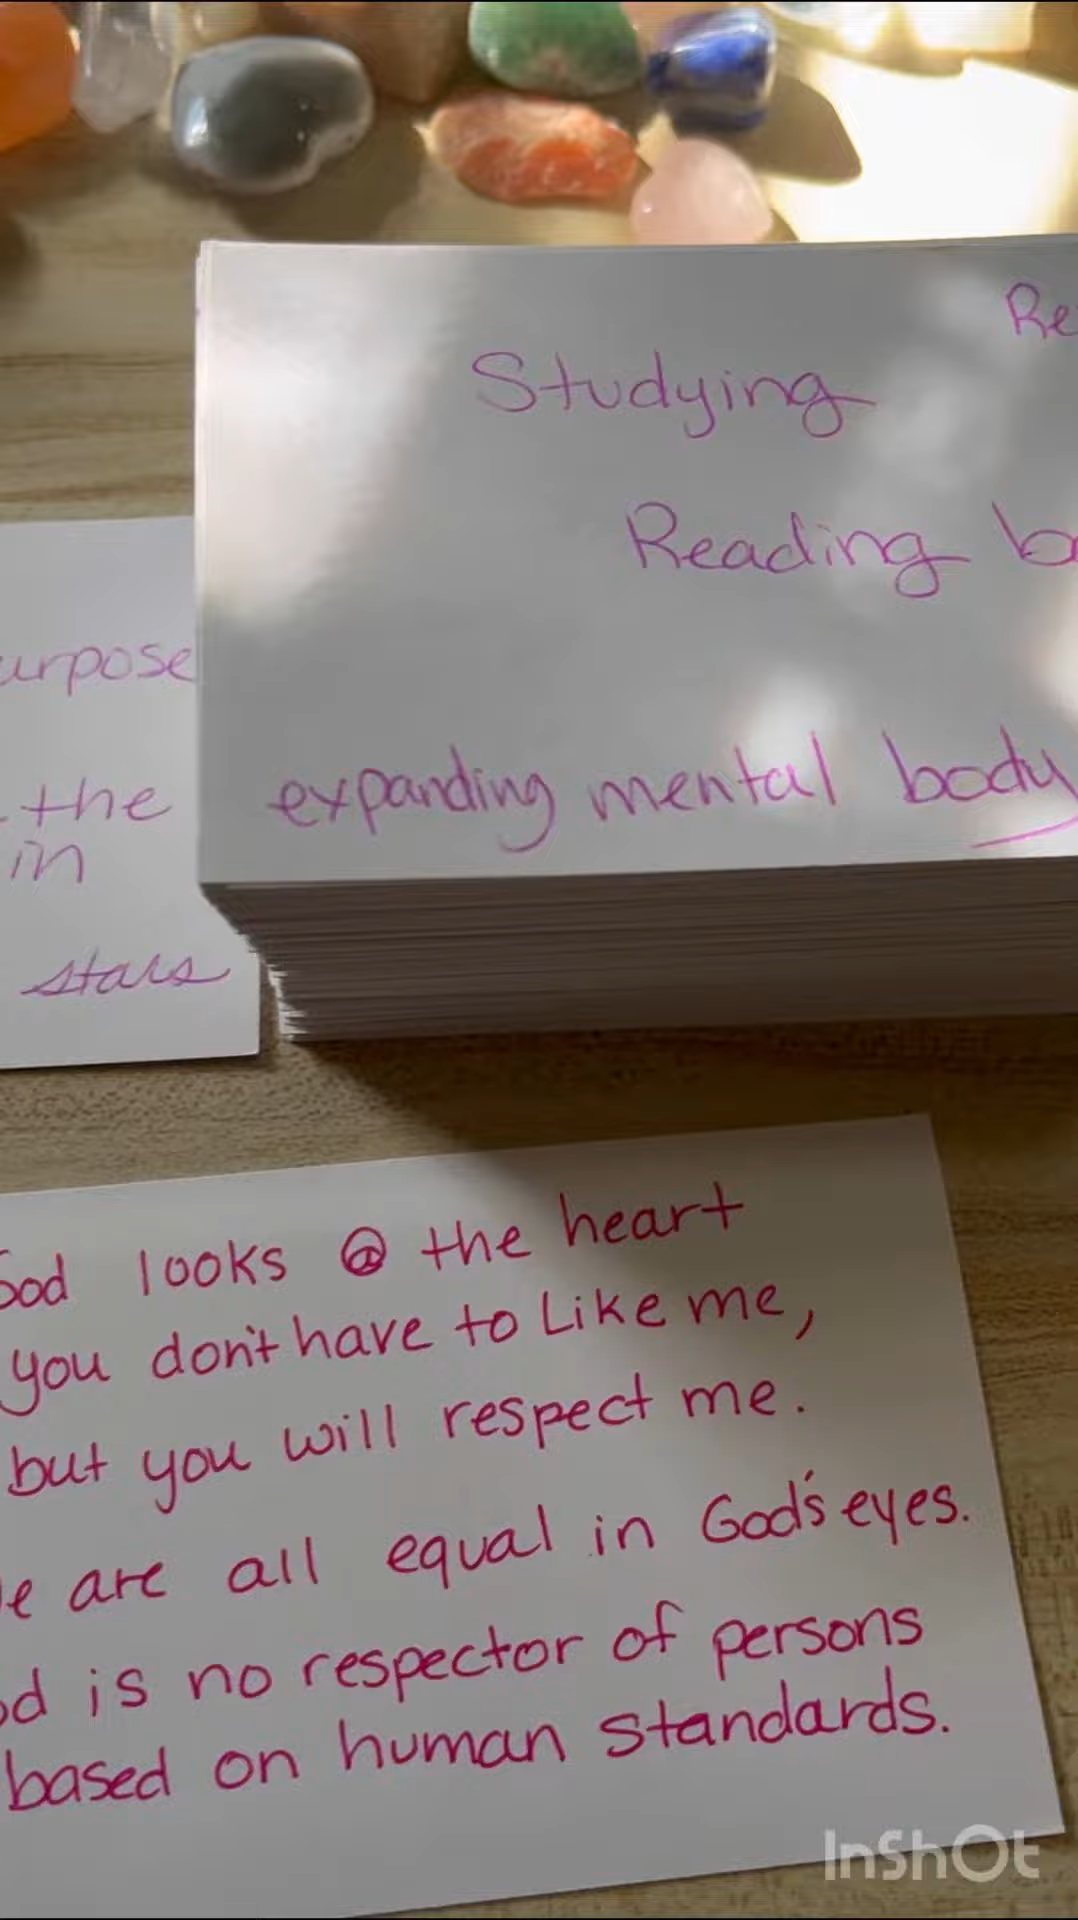 Studying
Reading
expanding mental body
the
in
stars
looks @ the heart
you don't have to Like me,
but you will respect me.
are all equal in God's eyes.
is no respector of persons
based on human standards.
InShOt